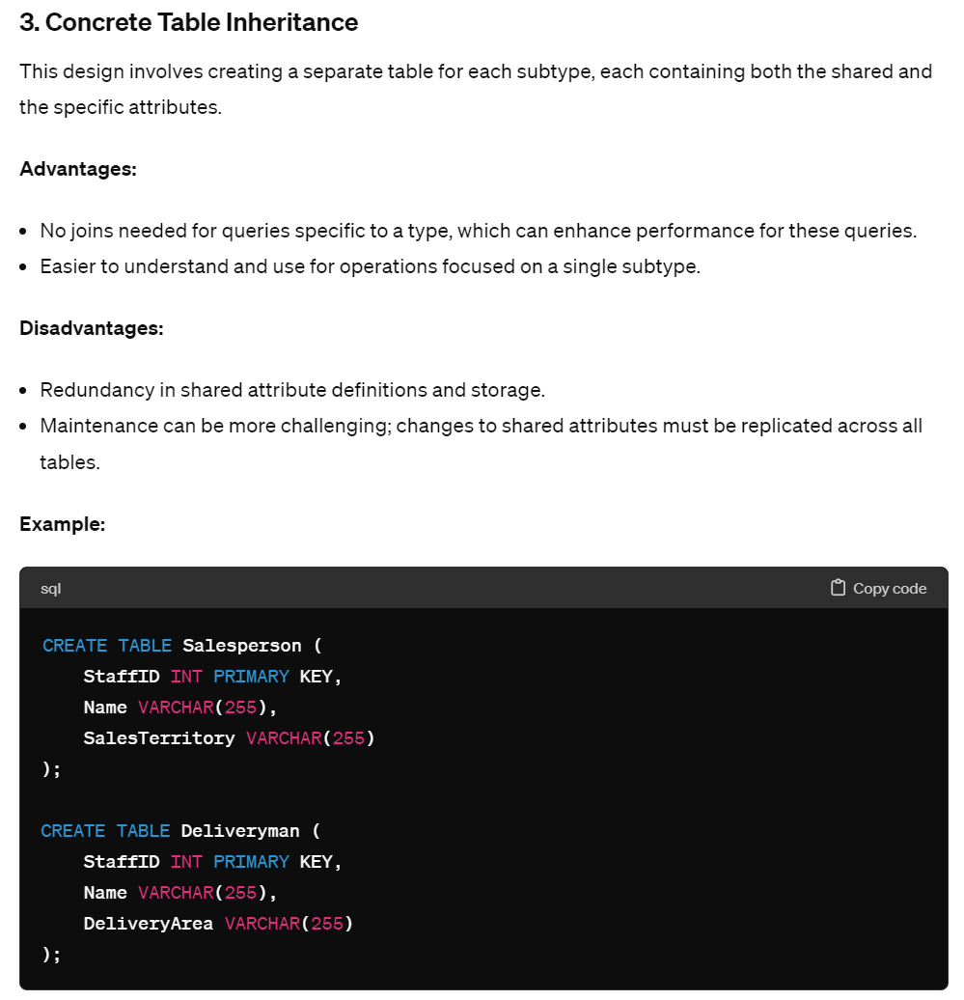 3. Concrete Table Inheritance
This design involves creating a separate table for each subtype, each containing both the shared and
the specific attributes.
Advantages:
• No joins needed for queries specific to a type, which can enhance performance for these queries.
• Easier to understand and use for operations focused on a single subtype.
Disadvantages:
• Redundancy in shared attribute definitions and storage.
• Maintenance can be more challenging; changes to shared attributes must be replicated across all
tables.
Example:
sql Copy code
CREATE TABLE Salesperson (
    StaffID INT PRIMARY KEY,
    Name VARCHAR(255),
    SalesTerritory VARCHAR(255)
);
CREATE TABLE Deliveryman (
    StaffID INT PRIMARY KEY,
    Name VARCHAR(255),
    DeliveryArea VARCHAR(255)
);